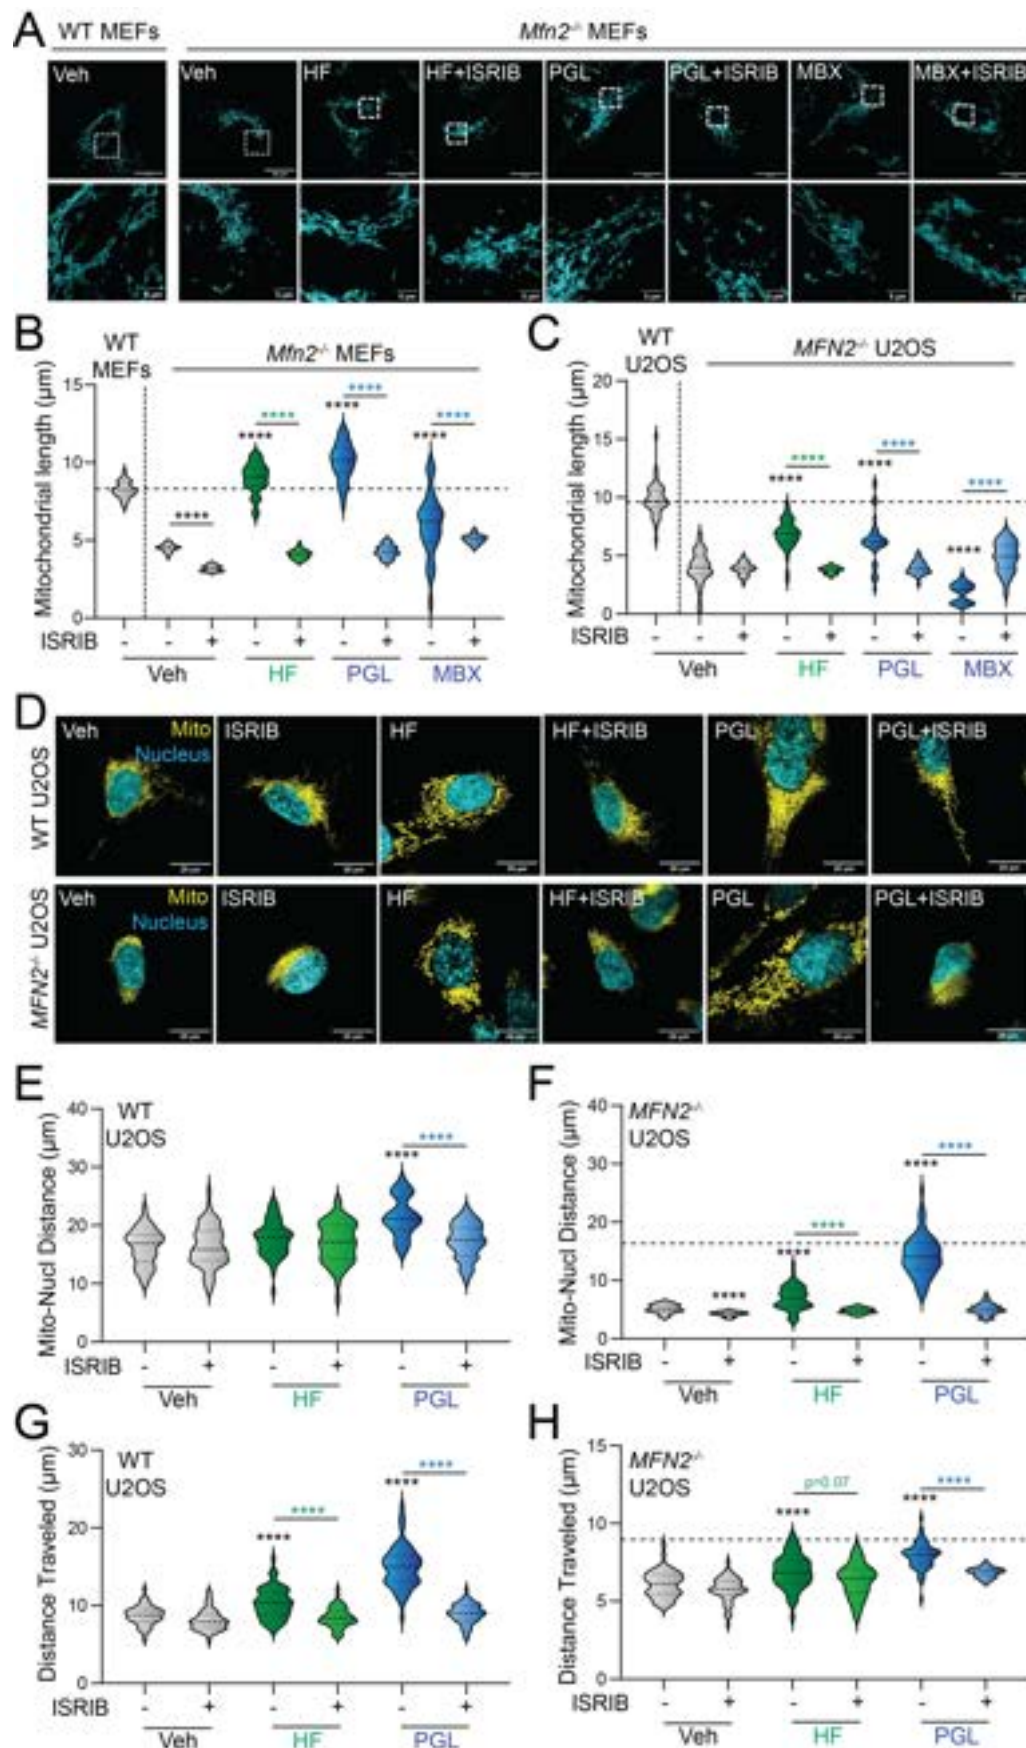 A
WT MEFs
Mfn2-/- MEFs
Veh
Veh
HF
HF+ISRIB
PGL
PGL+ISRIB
MBX
MBX+ISRIB
B
WT
MEFs
Mfn2-/- MEFs
Mitochondrial length (µm)
15
10
5
0
**** **** **** **** **** **** ****
ISRIB - - + - + - + - +
Veh HF PGL MBX
C
WT
U2OS
MFN2-/- U2OS
Mitochondrial length (µm)
20
15
10
5
0
**** **** **** **** **** ****
ISRIB - - + - + - + - +
Veh HF PGL MBX
D
WT U2OS
Veh Mito
Nucleus
ISRIB
HF
HF+ISRIB
PGL
PGL+ISRIB
MFN2-/- U2OS
Veh Mito
Nucleus
ISRIB
HF
HF+ISRIB
PGL
PGL+ISRIB
E
WT
U2OS
Mito-Nucl Distance (µm)
40
30
20
10
0
**** ****
ISRIB - + - + - +
Veh HF PGL
F
MFN2-/-
U2OS
Mito-Nucl Distance (µm)
40
30
20
10
0
**** **** **** **** ****
ISRIB - + - + - +
Veh HF PGL
G
WT
U2OS
Distance Traveled (µm)
30
20
10
0
**** **** **** ****
ISRIB - + - + - +
Veh HF PGL
H
MFN2-/-
U2OS
Distance Traveled (µm)
15
10
5
0
**** p=0.07 **** ****
ISRIB - + - + - +
Veh HF PGL